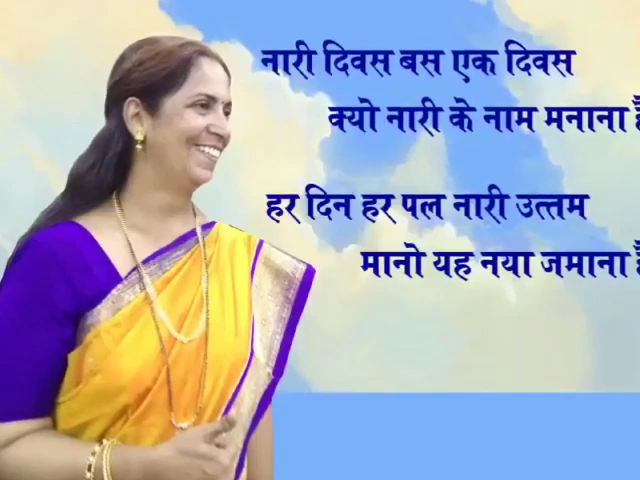 नारी दिवस बस एक दिवस
क्यो नारी के नाम मनाना है
हर दिन हर पल नारी उत्तम
मानो यह नया जमाना है